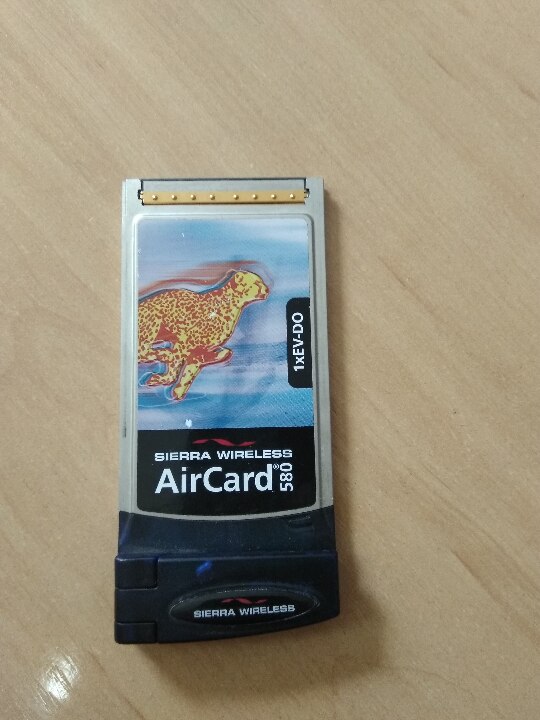 1xEV-DO
SIERRA WIRELESS
AirCard® 580
SIERRA WIRELESS